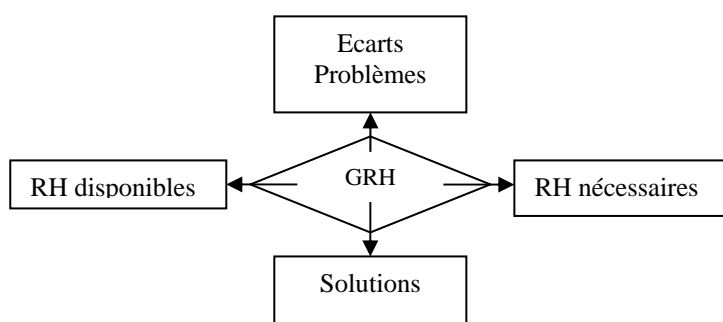 Ecarts
Problèmes
RH disponibles
GRH
RH nécessaires
Solutions